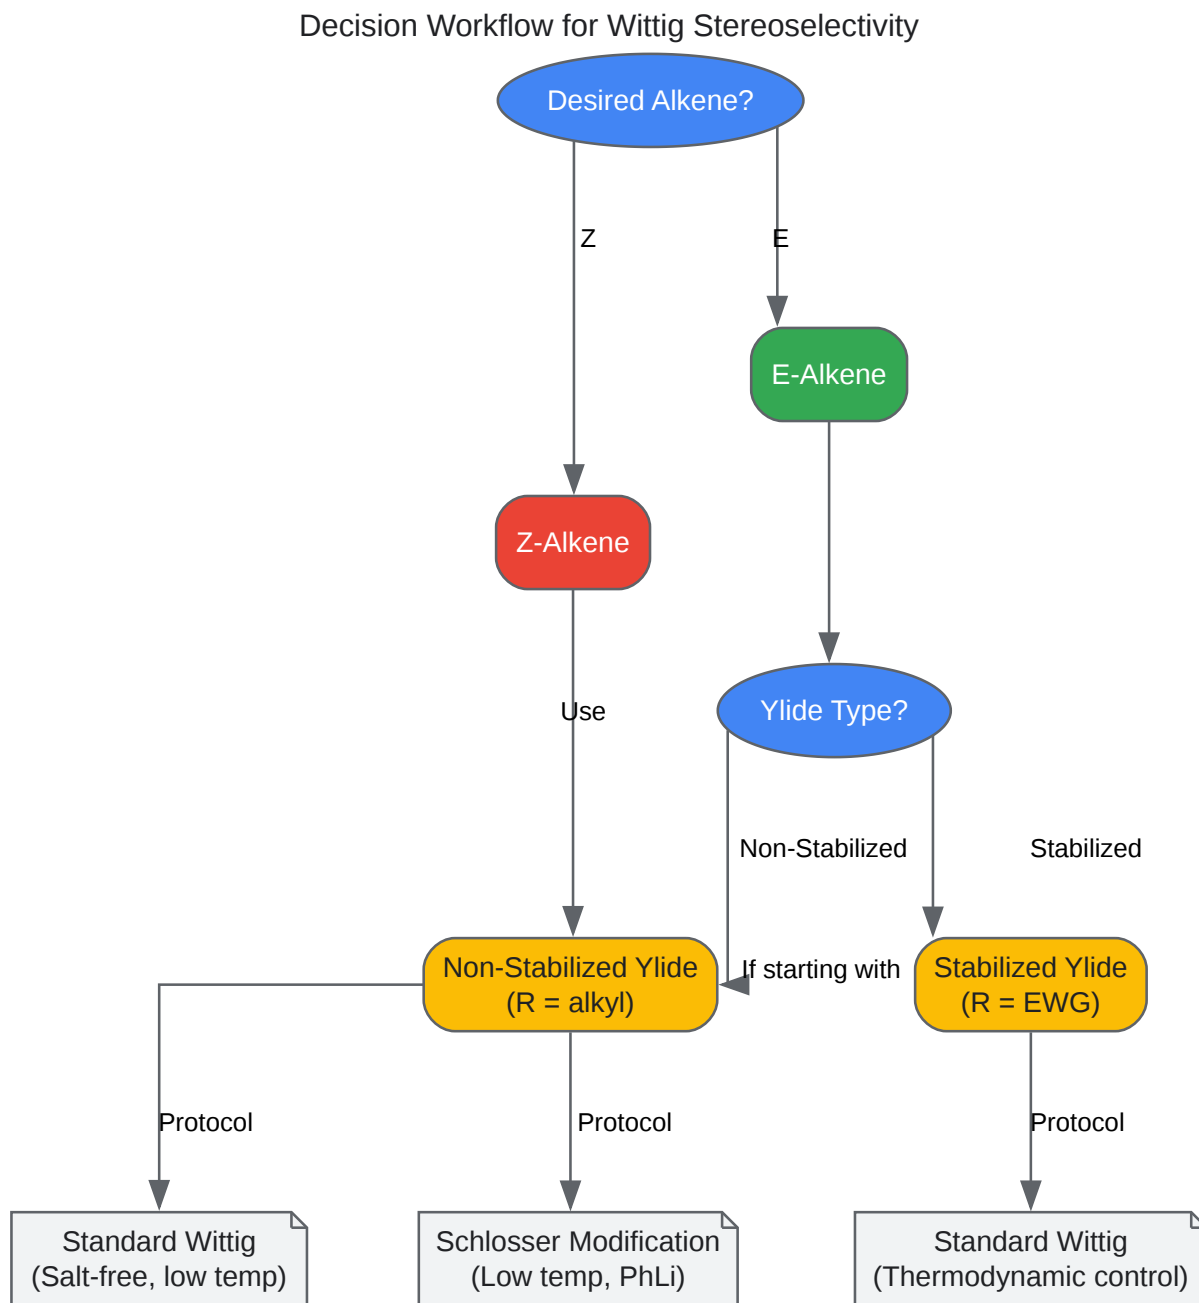 Decision Workflow for Wittig Stereoselectivity
Desired Alkene?
Z
E
E-Alkene
Z-Alkene
Use
Ylide Type?
Non-Stabilized
Stabilized
If starting with
Non-Stabilized Ylide
(R = alkyl)
Stabilized Ylide
(R = EWG)
Protocol
Protocol
Protocol
Standard Wittig
(Salt-free, low temp)
Schlosser Modification
(Low temp, PhLi)
Standard Wittig
(Thermodynamic control)